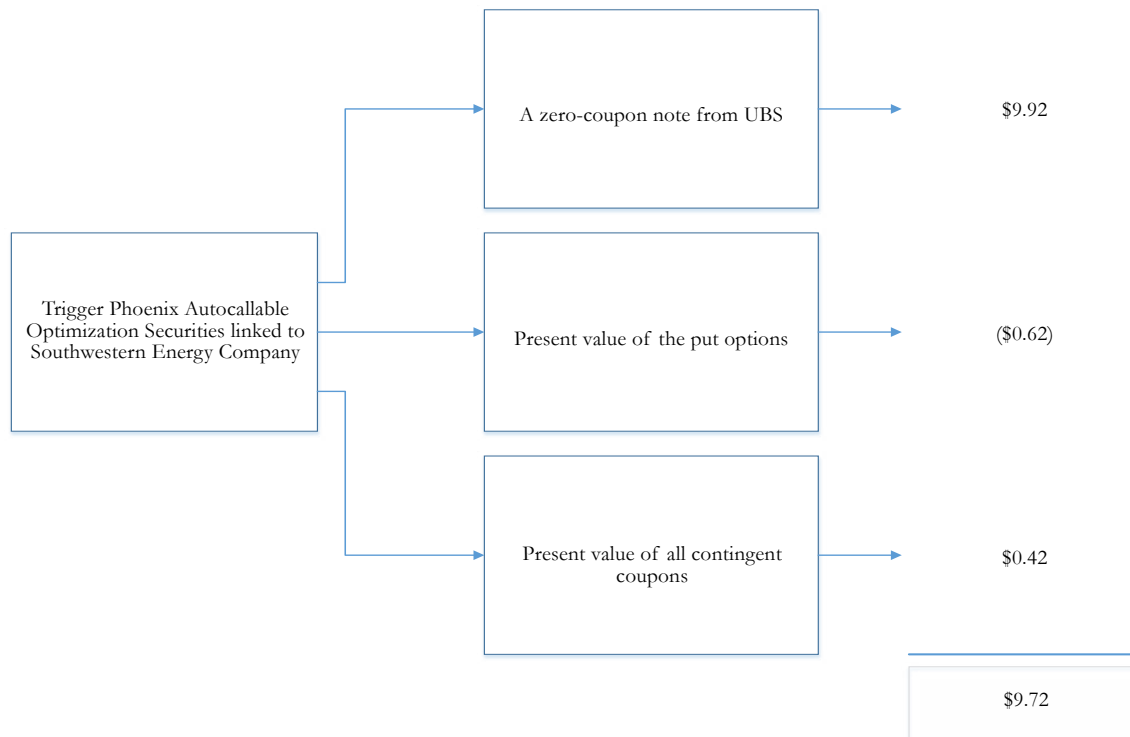 A zero-coupon note from UBS
$9.92
Trigger Phoenix Autocallable
Optimization Securities linked to
Southwestern Energy Company
Present value of the put options
($0.62)
Present value of all contingent
coupons
$0.42
$9.72